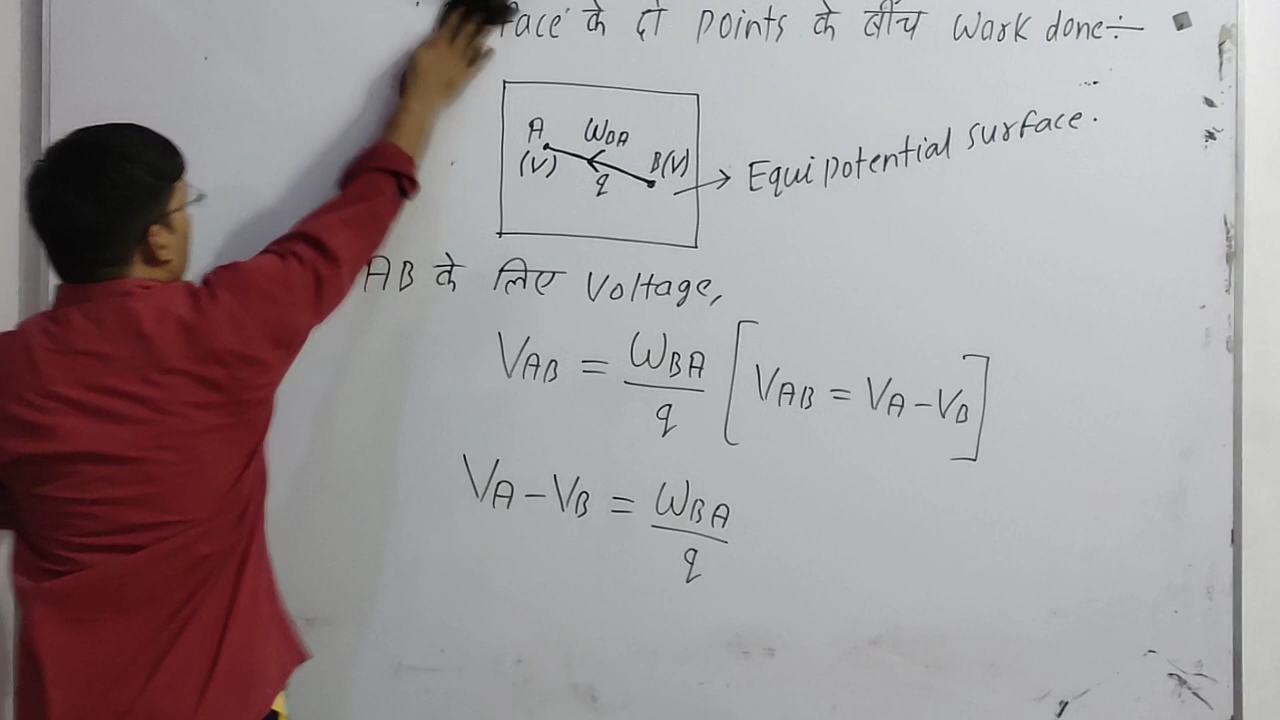 face के दो points के बीच Work done÷
A WBA
(V) B(V)
q
Equipotential surface.
AB के लिए Voltage,
VAB = WBA/q [VAB = VA-VB]
VA-VB = WBA/q